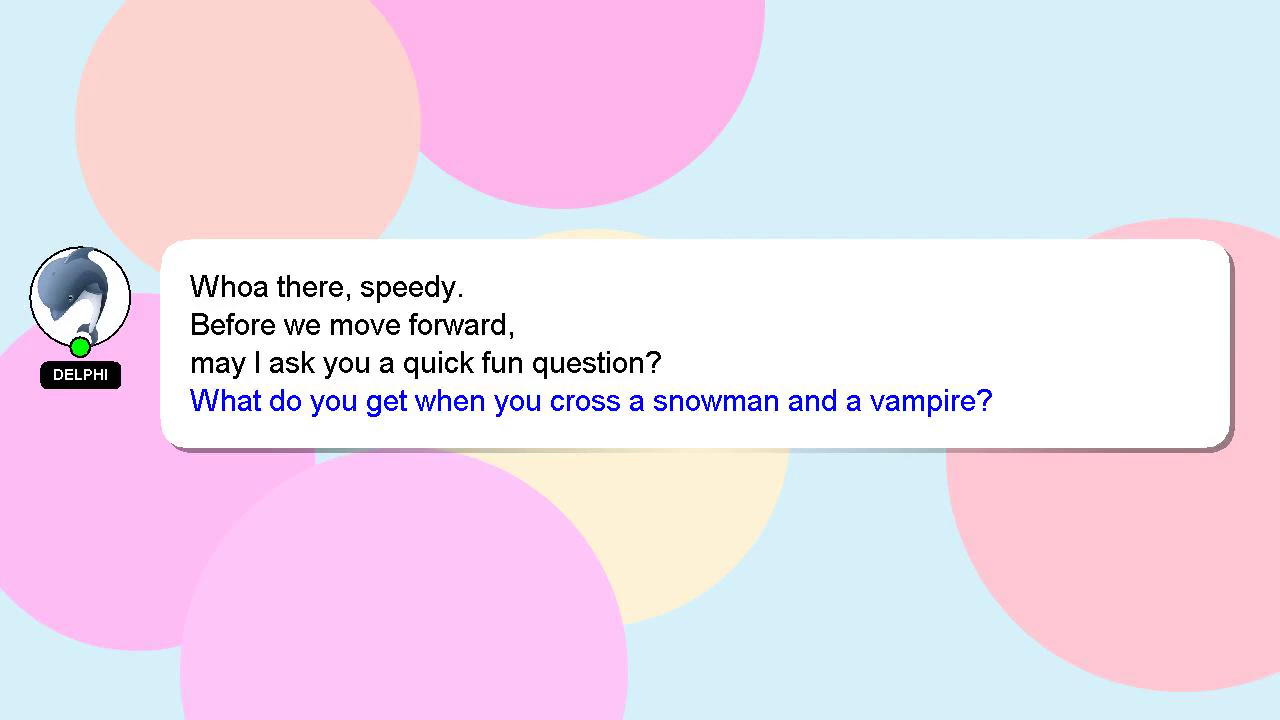 Whoa there, speedy.
Before we move forward,
may I ask you a quick fun question?
What do you get when you cross a snowman and a vampire?
DELPHI